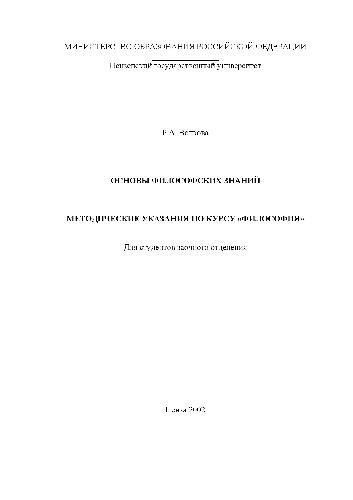 МИНИСТЕРСТВО ОБРАЗОВАНИЯ РОССИЙСКОЙ ФЕДЕРАЦИИ
Пензенский государственный университет
ОСНОВЫ ФИЛОСОФСКИХ ЗНАНИЙ
МЕТОДИЧЕСКИЕ УКАЗАНИЯ ПО КУРСУ «ФИЛОСОФИЯ»
Для студентов заочного отделения
Пенза 2002